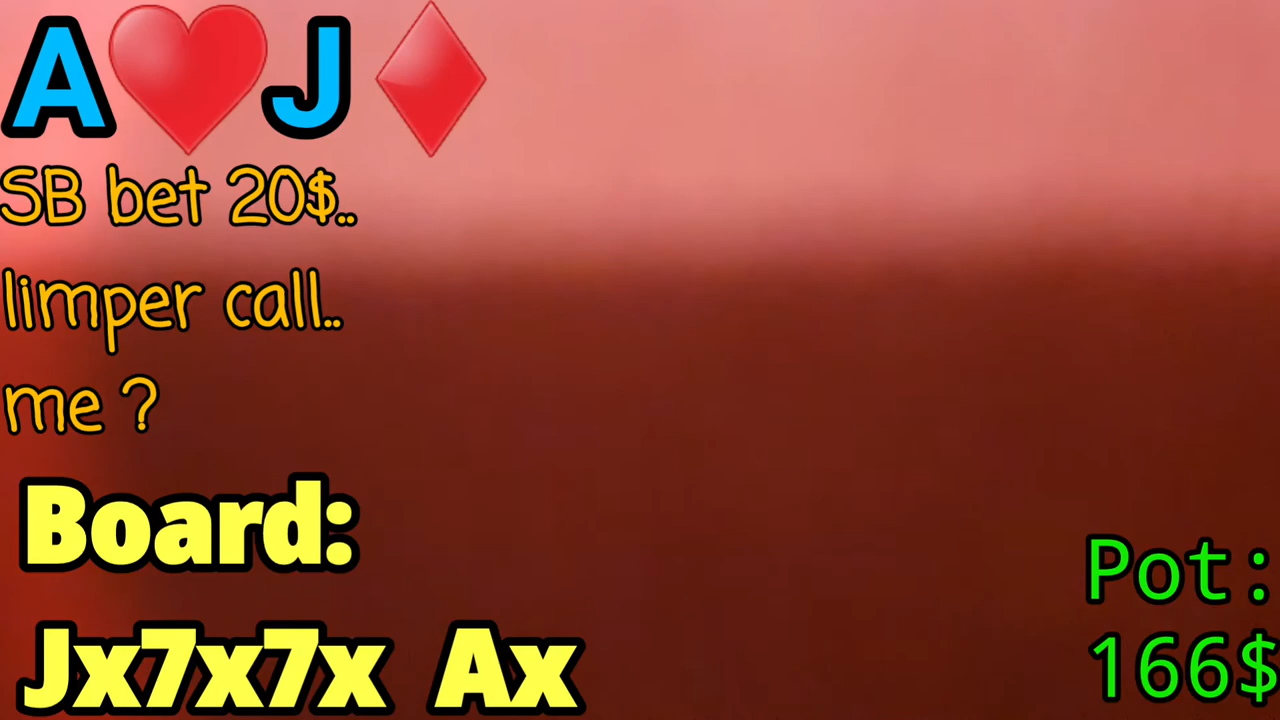 A♥️J♦️
SB bet 20$..
limper call..
me ?
Board:
Jx7x7x Ax
Pot:
166$